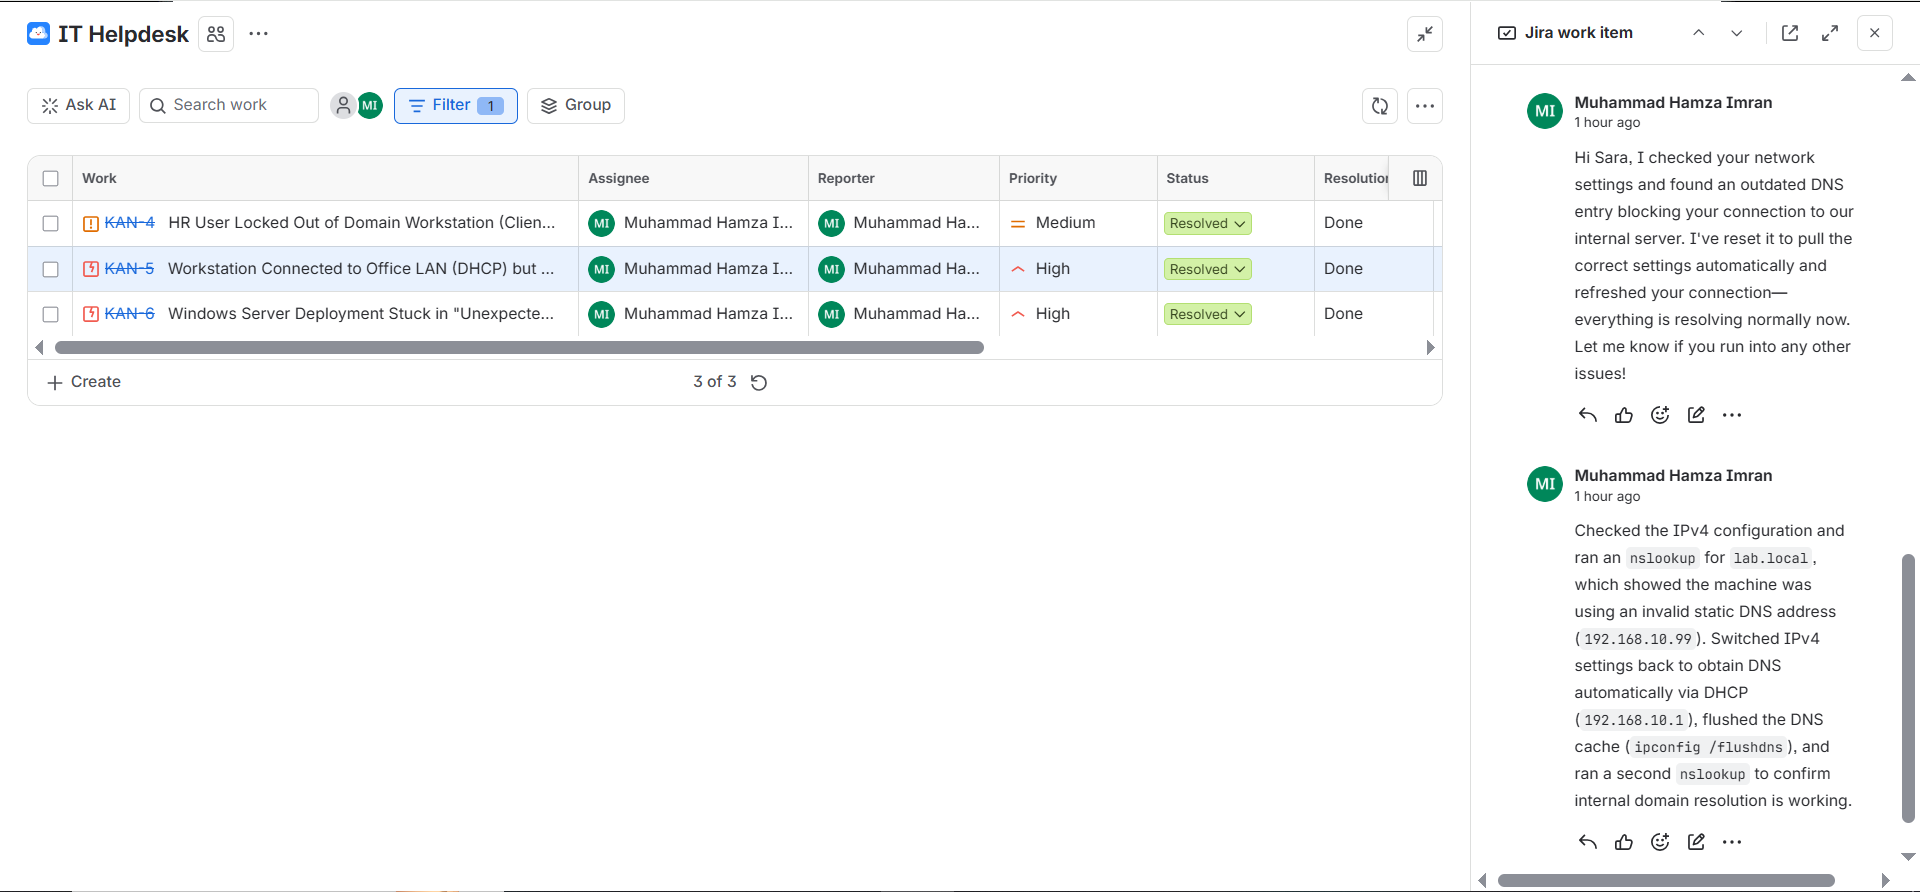 IT Helpdesk
Ask AI
Search work
MI
Filter 1
Group
Work Assignee Reporter Priority Status Resolution
KAN-4 HR User Locked Out of Domain Workstation (Clien... MI Muhammad Hamza I... MI Muhammad Ha... Medium Resolved Done
KAN-5 Workstation Connected to Office LAN (DHCP) but ... MI Muhammad Hamza I... MI Muhammad Ha... High Resolved Done
KAN-6 Windows Server Deployment Stuck in "Unexpecte... MI Muhammad Hamza I... MI Muhammad Ha... High Resolved Done
Create 3 of 3
Jira work item
MI Muhammad Hamza Imran
1 hour ago
Hi Sara, I checked your network
settings and found an outdated DNS
entry blocking your connection to our
internal server. I've reset it to pull the
correct settings automatically and
refreshed your connection—
everything is resolving normally now.
Let me know if you run into any other
issues!
MI Muhammad Hamza Imran
1 hour ago
Checked the IPv4 configuration and
ran an nslookup for lab.local,
which showed the machine was
using an invalid static DNS address
(192.168.10.99). Switched IPv4
settings back to obtain DNS
automatically via DHCP
(192.168.10.1), flushed the DNS
cache (ipconfig /flushdns), and
ran a second nslookup to confirm
internal domain resolution is working.